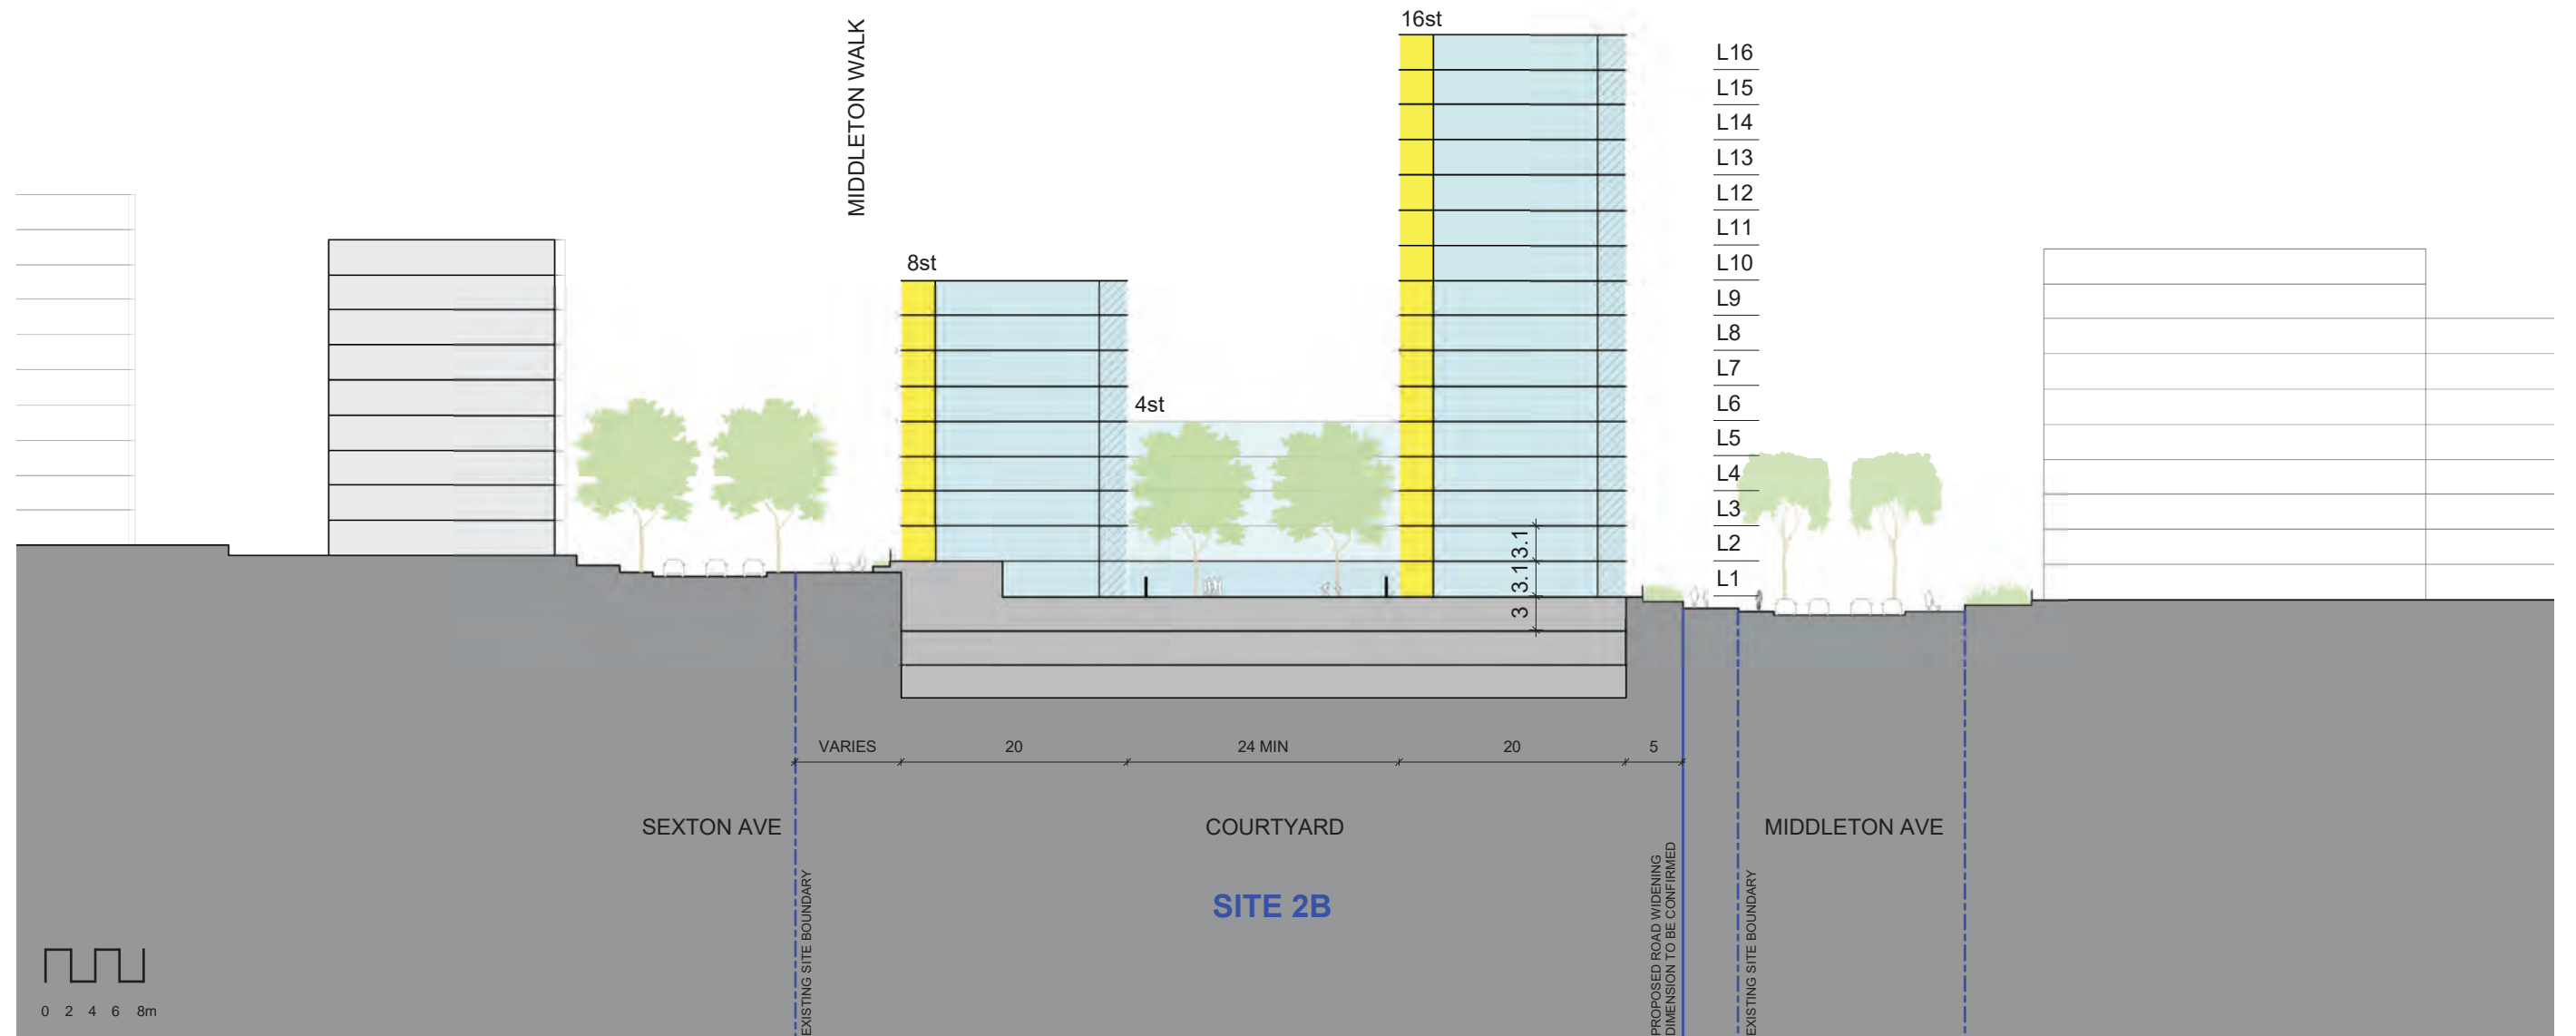 16st
MIDDLETON WALK
L16
L15
L14
L13
L12
L11
L10
L9
L8
L7
L6
L5
L4
L3
L2
L1
8st
4st
3.1
3.1
3
VARIES
20
24 MIN
20
5
SEXTON AVE
COURTYARD
MIDDLETON AVE
SITE 2B
EXISTING SITE BOUNDARY
PROPOSED ROAD WIDENING
DIMENSION TO BE CONFIRMED
EXISTING SITE BOUNDARY
0 2 4 6 8m